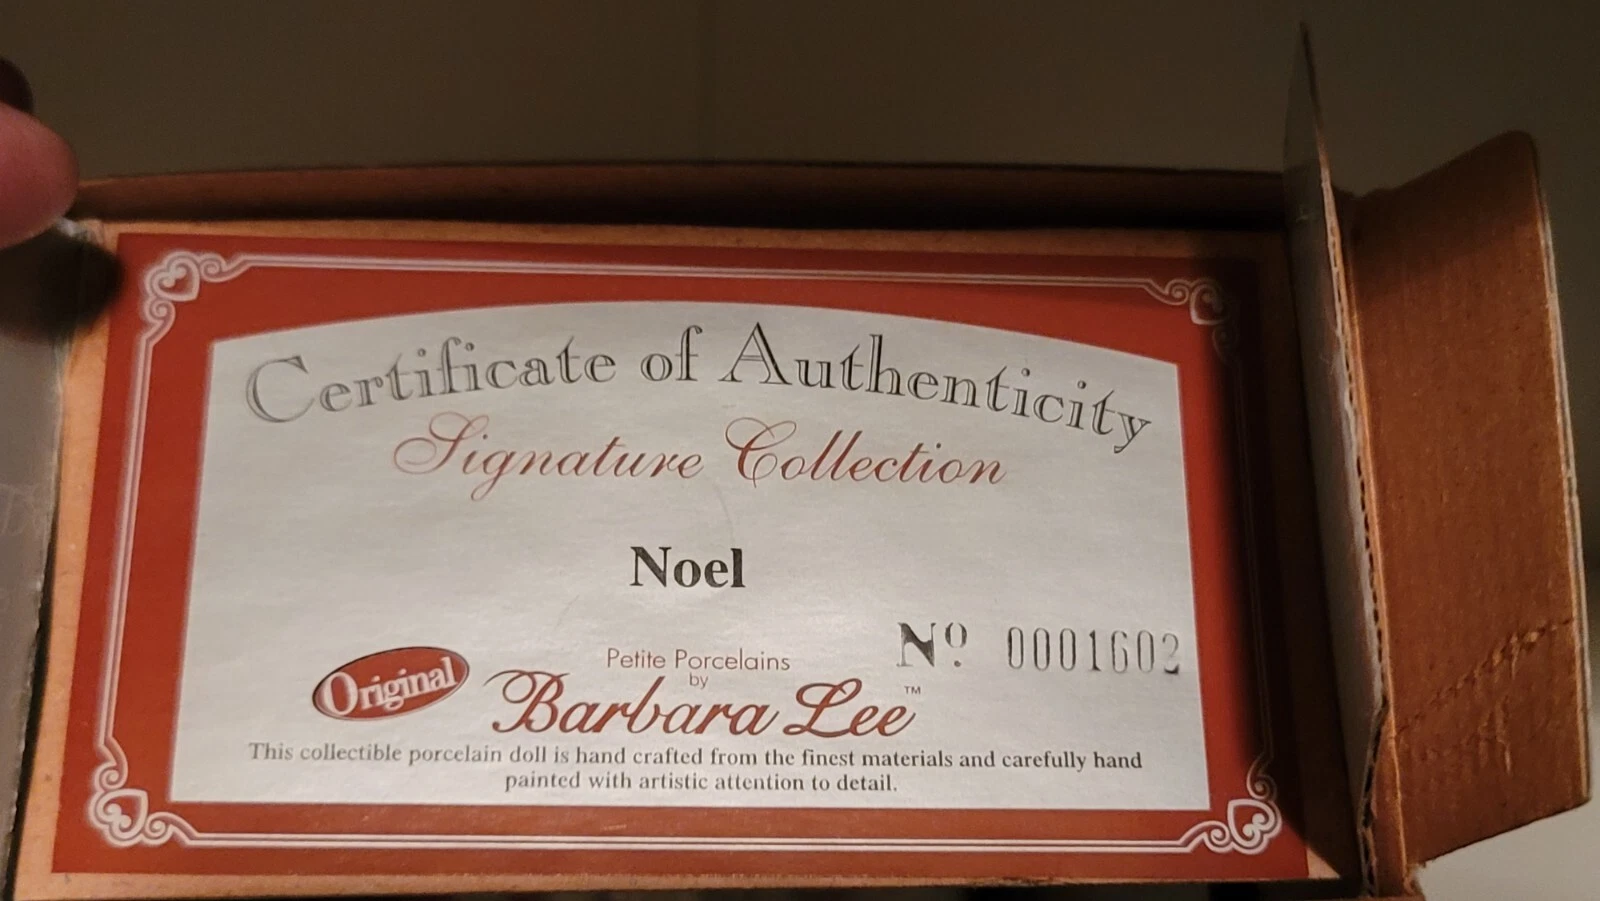 Certificate of Authenticity
Signature Collection
Noel
Nº 0001602
Original
Petite Porcelains
by
Barbara Lee™
This collectible porcelain doll is hand crafted from the finest materials and carefully hand
painted with artistic attention to detail.